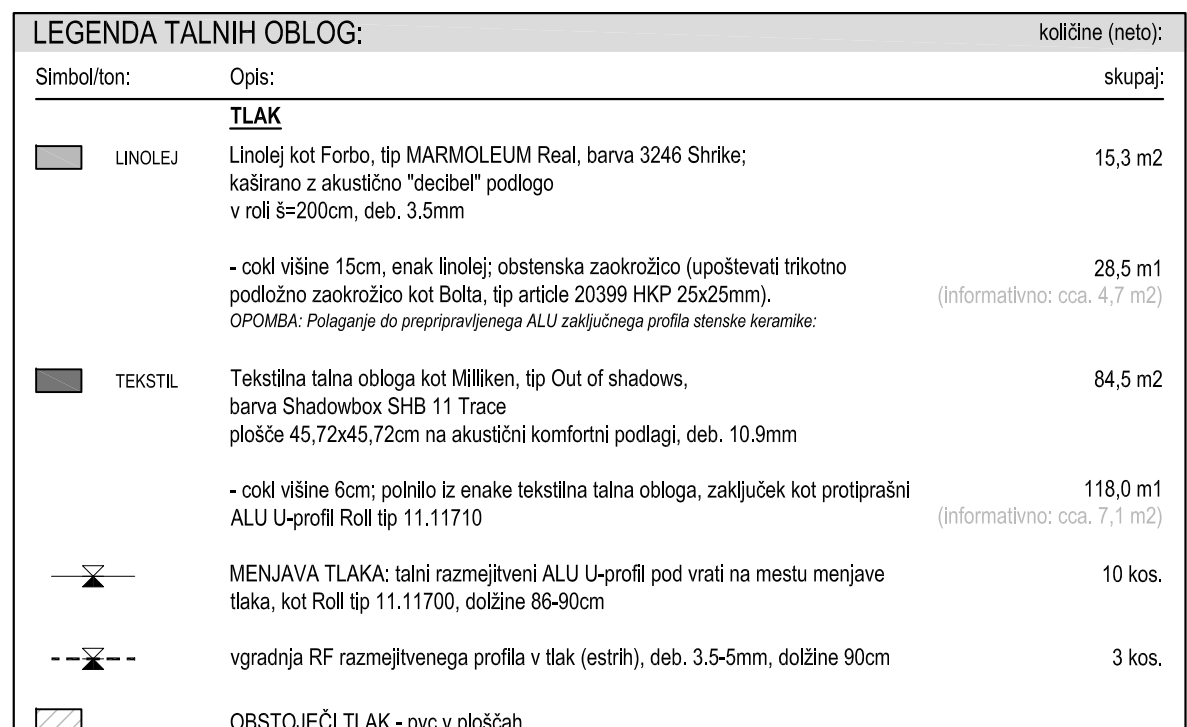 LEGENDA TALNIH OBLOG: količine (neto):
Simbol/ton: Opis: skupaj:
TLAK
LINOLEJ Linolej kot Forbo, tip MARMOLEUM Real, barva 3246 Shrike; 15,3 m2
kaširano z akustično "decibel" podlogo
v roli š=200cm, deb. 3.5mm
- cokl višine 15cm, enak linolej; obstenska zaokrožico (upoštevati trikotno 28,5 m1
podložno zaokrožico kot Bolta, tip article 20399 HKP 25x25mm). (informativno: cca. 4,7 m2)
OPOMBA: Polaganje do prepripravljenega ALU zaključnega profila stenske keramike:
TEKSTIL Tekstilna talna obloga kot Milliken, tip Out of shadows, 84,5 m2
barva Shadowbox SHB 11 Trace
plošče 45,72x45,72cm na akustični komfortni podlagi, deb. 10.9mm
- cokl višine 6cm; polnilo iz enake tekstilna talna obloga, zaključek kot protiprašni 118,0 m1
ALU U-profil Roll tip 11.11710 (informativno: cca. 7,1 m2)
MENJAVA TLAKA: talni razmejitveni ALU U-profil pod vrati na mestu menjave 10 kos.
tlaka, kot Roll tip 11.11700, dolžine 86-90cm
vgradnja RF razmejitvenega profila v tlak (estrih), deb. 3.5-5mm, dolžine 90cm 3 kos.
OBSTOJEČI TLAK - pvc v ploščah